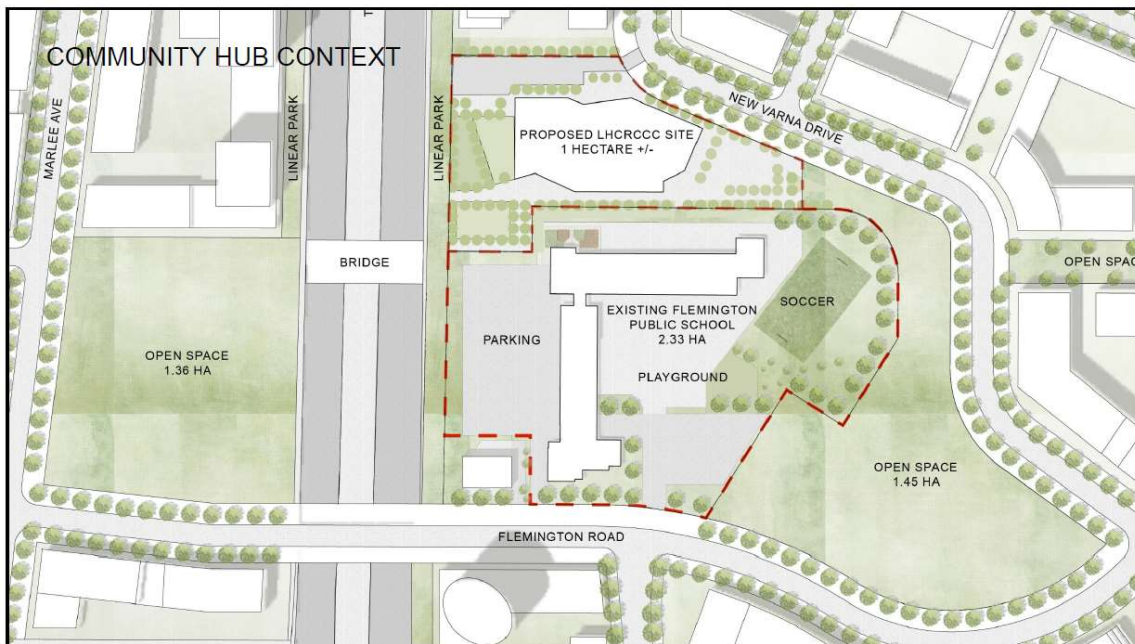 COMMUNITY HUB CONTEXT
MARLEE AVE
LINEAR PARK
LINEAR PARK
NEW VARNA DRIVE
PROPOSED LHCRCCC SITE
1 HECTARE +/-
BRIDGE
OPEN SPAC
SOCCER
EXISTING FLEMINGTON
PUBLIC SCHOOL
2.33 HA
PARKING
OPEN SPACE
1.36 HA
PLAYGROUND
OPEN SPACE
1.45 HA
FLEMINGTON ROAD